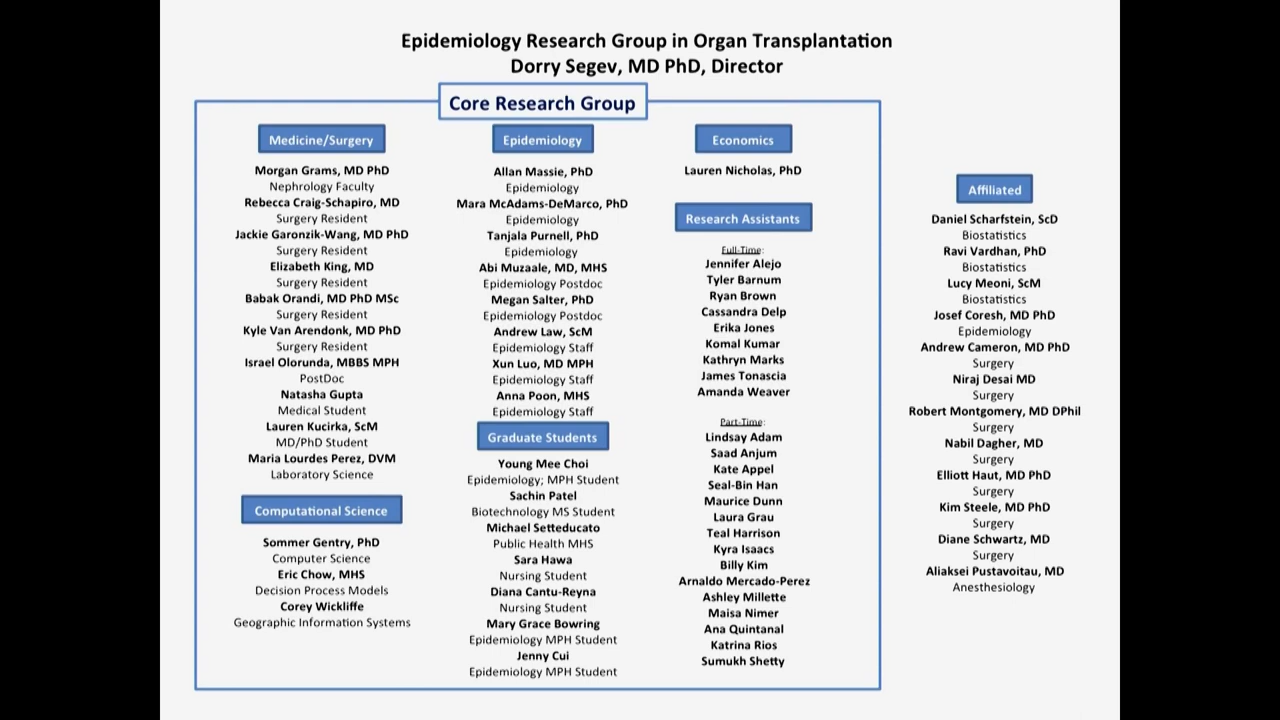 Epidemiology Research Group in Organ Transplantation
Dorry Segev, MD PhD, Director
Core Research Group
Medicine/Surgery
Morgan Grams, MD PhD
Nephrology Faculty
Rebecca Craig-Schapiro, MD
Surgery Resident
Jackie Garonzik-Wang, MD PhD
Surgery Resident
Elizabeth King, MD
Surgery Resident
Babak Orandi, MD PhD MSc
Surgery Resident
Kyle Van Arendonk, MD PhD
Surgery Resident
Israel Olorunda, MBBS MPH
PostDoc
Natasha Gupta
Medical Student
Lauren Kucirka, ScM
MD/PhD Student
Maria Lourdes Perez, DVM
Laboratory Science
Computational Science
Sommer Gentry, PhD
Computer Science
Eric Chow, MHS
Decision Process Models
Corey Wickliffe
Geographic Information Systems
Epidemiology
Allan Massie, PhD
Epidemiology
Mara McAdams-DeMarco, PhD
Epidemiology
Tanjala Purnell, PhD
Epidemiology
Abi Muzaale, MD, MHS
Epidemiology Postdoc
Megan Salter, PhD
Epidemiology Postdoc
Andrew Law, ScM
Epidemiology Staff
Xun Luo, MD MPH
Epidemiology Staff
Anna Poon, MHS
Epidemiology Staff
Graduate Students
Young Mee Choi
Epidemiology; MPH Student
Sachin Patel
Biotechnology MS Student
Michael Setteducato
Public Health MHS
Sara Hawa
Nursing Student
Diana Cantu-Reyna
Nursing Student
Mary Grace Bowring
Epidemiology MPH Student
Jenny Cui
Epidemiology MPH Student
Economics
Lauren Nicholas, PhD
Research Assistants
Full-Time:
Jennifer Alejo
Tyler Barnum
Ryan Brown
Cassandra Delp
Erika Jones
Komal Kumar
Kathryn Marks
James Tonascia
Amanda Weaver
Part-Time:
Lindsay Adam
Saad Anjum
Kate Appel
Seal-Bin Han
Maurice Dunn
Laura Grau
Teal Harrison
Kyra Isaacs
Billy Kim
Arnaldo Mercado-Perez
Ashley Millette
Maisa Nimer
Ana Quintanal
Katrina Rios
Sumukh Shetty
Affiliated
Daniel Scharfstein, ScD
Biostatistics
Ravi Vardhan, PhD
Biostatistics
Lucy Meoni, ScM
Biostatistics
Josef Coresh, MD PhD
Epidemiology
Andrew Cameron, MD PhD
Surgery
Niraj Desai MD
Surgery
Robert Montgomery, MD DPhil
Surgery
Nabil Dagher, MD
Surgery
Elliott Haut, MD PhD
Surgery
Kim Steele, MD PhD
Surgery
Diane Schwartz, MD
Surgery
Aliaksei Pustavoitau, MD
Anesthesiology